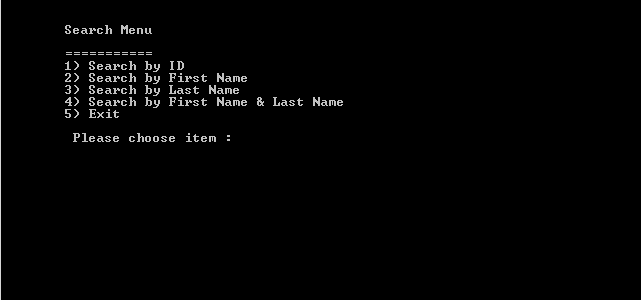 Search Menu
===========
1) Search by ID
2) Search by First Name
3) Search by Last Name
4) Search by First Name & Last Name
5) Exit
Please choose item :